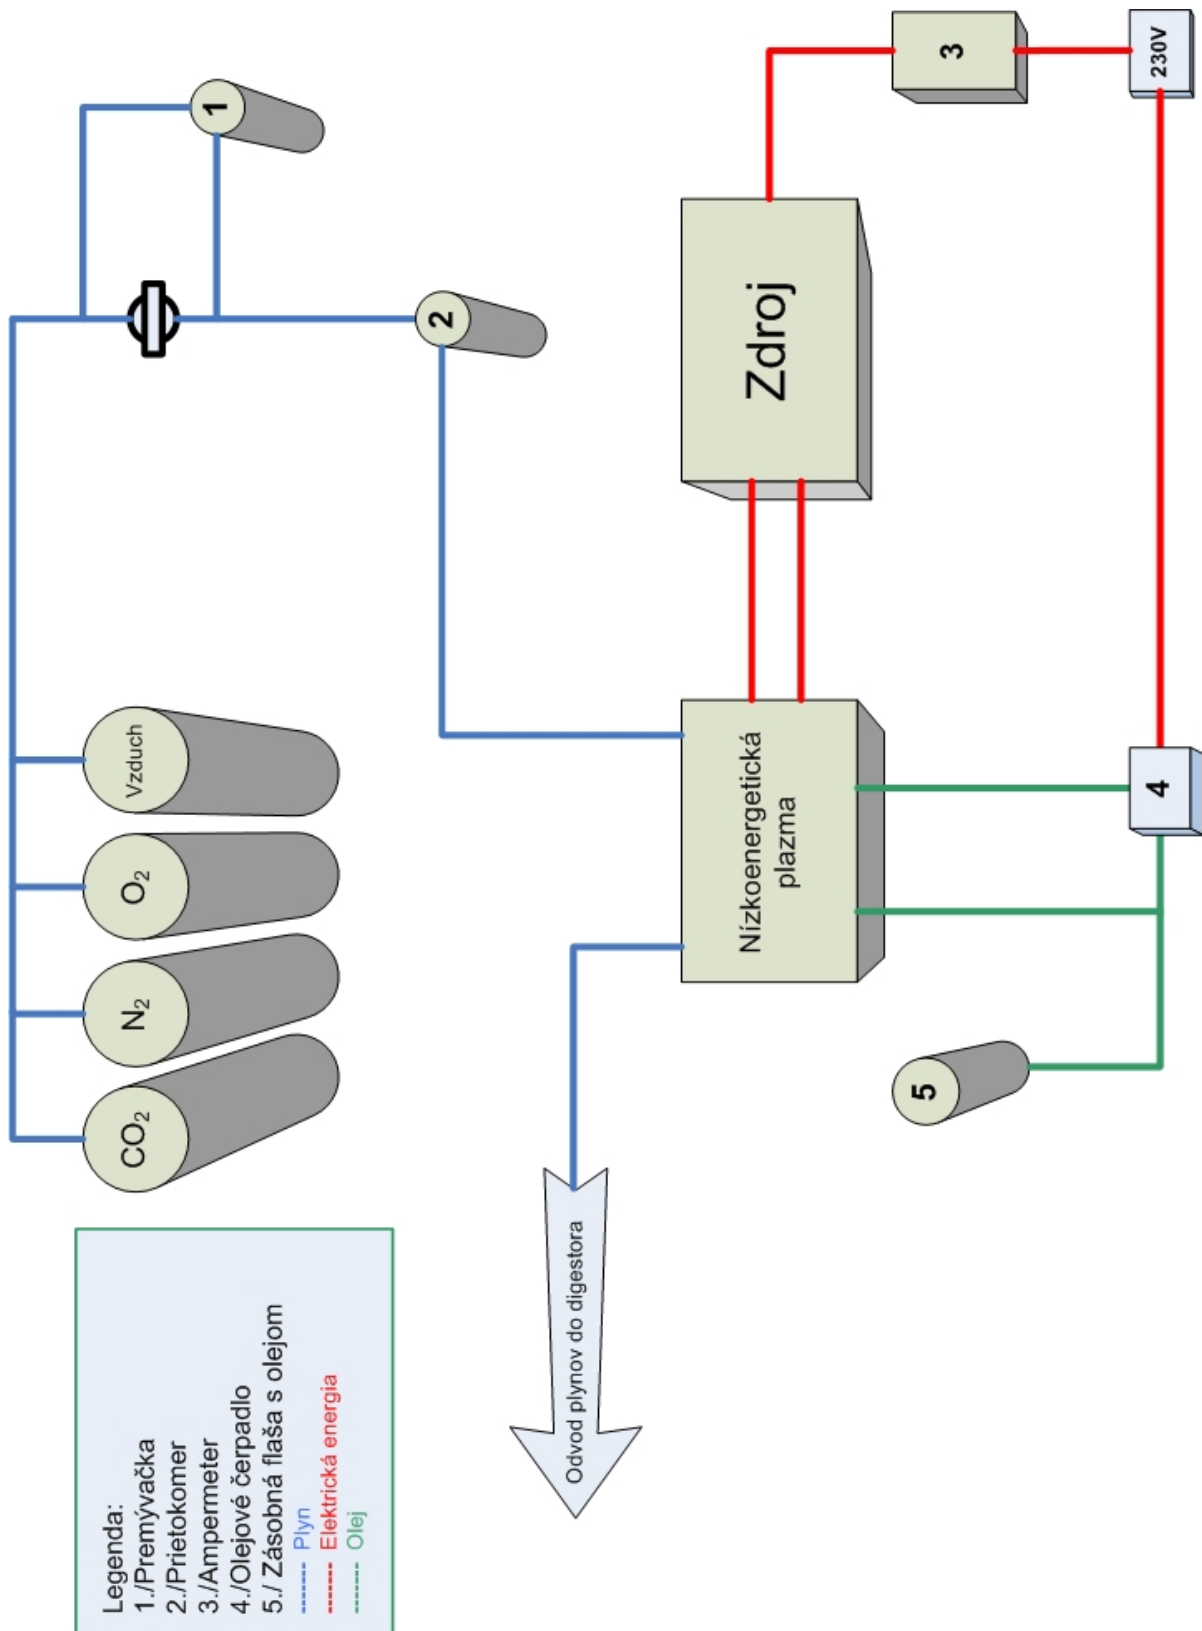 CO2
N2
O2
Vzduch
1
2
3
230V
Zdroj
Nízkoenergetická
plazma
4
5
Odvod plynov do digestora
Legenda:
1./Premývačka
2./Prietokomer
3./Ampermeter
4./Olejové čerpadlo
5./ Zásobná fľaša s olejom
------- Plyn
------- Elektrická energia
------- Olej